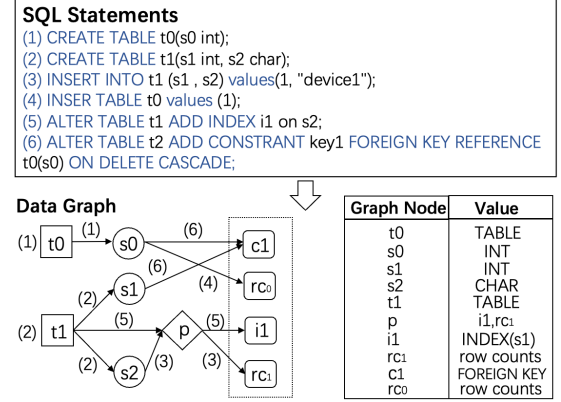 SQL Statements
(1) CREATE TABLE t0(s0 int);
(2) CREATE TABLE t1(s1 int, s2 char);
(3) INSERT INTO t1 (s1 , s2) values(1, "device1");
(4) INSER TABLE t0 values (1);
(5) ALTER TABLE t1 ADD INDEX i1 on s2;
(6) ALTER TABLE t2 ADD CONSTRANT key1 FOREIGN KEY REFERENCE
t0(s0) ON DELETE CASCADE;
Data Graph
(1) t0 (1) s0 (6) c1
(6)
(4) rc0
s1
(2)
(2) t1 (5) p (5) i1
(2) (3) (3)
s2 rc1
Graph Node Value
t0 TABLE
s0 INT
s1 INT
s2 CHAR
t1 TABLE
p i1,rc1
i1 INDEX(s1)
rc1 row counts
c1 FOREIGN KEY
rc0 row counts